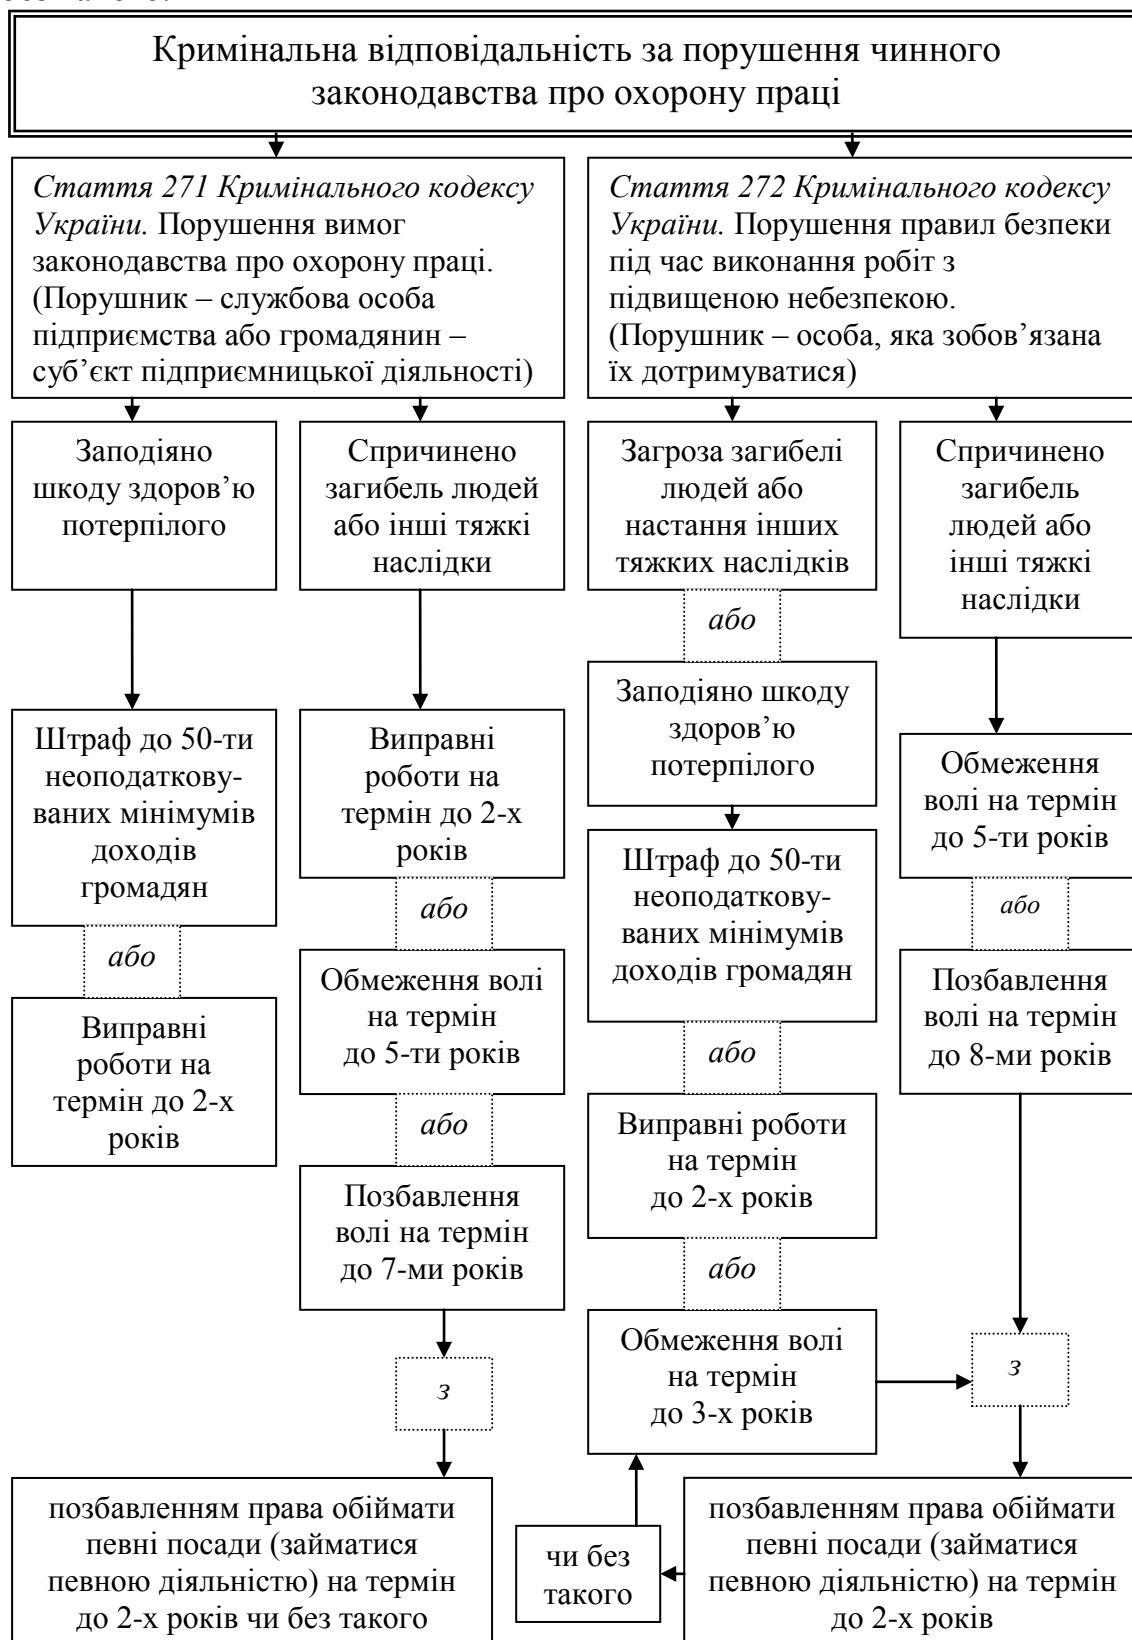 Кримінальна відповідальність за порушення чинного
законодавства про охорону праці
Стаття 271 Кримінального кодексу
України. Порушення вимог
законодавства про охорону праці.
(Порушник – службова особа
підприємства або громадянин –
суб’єкт підприємницької діяльності)
Стаття 272 Кримінального кодексу
України. Порушення правил безпеки
під час виконання робіт з
підвищеною небезпекою.
(Порушник – особа, яка зобов’язана
їх дотримуватися)
Заподіяно
шкоду здоров’ю
потерпілого
Спричинено
загибель людей
або інші тяжкі
наслідки
Загроза загибелі
людей або
настання інших
тяжких наслідків
або
Заподіяно шкоду
здоров’ю
потерпілого
Спричинено
загибель
людей або
інші тяжкі
наслідки
Штраф до 50-ти
неоподаткову-
ваних мінімумів
доходів
громадян
або
Виправні
роботи на
термін до 2-х
років
Виправні
роботи на
термін до 2-х
років
або
Обмеження волі
на термін
до 5-ти років
або
Позбавлення
волі на термін
до 7-ми років
з
Штраф до 50-ти
неоподаткову-
ваних мінімумів
доходів громадян
або
Виправні роботи
на термін
до 2-х років
або
Обмеження волі
на термін
до 3-х років
Обмеження
волі на термін
до 5-ти років
або
Позбавлення
волі на термін
до 8-ми років
з
позбавленням права обіймати
певні посади (займатися
певною діяльністю) на термін
до 2-х років чи без такого
чи без
такого
позбавленням права обіймати
певні посади (займатися
певною діяльністю) на термін
до 2-х років